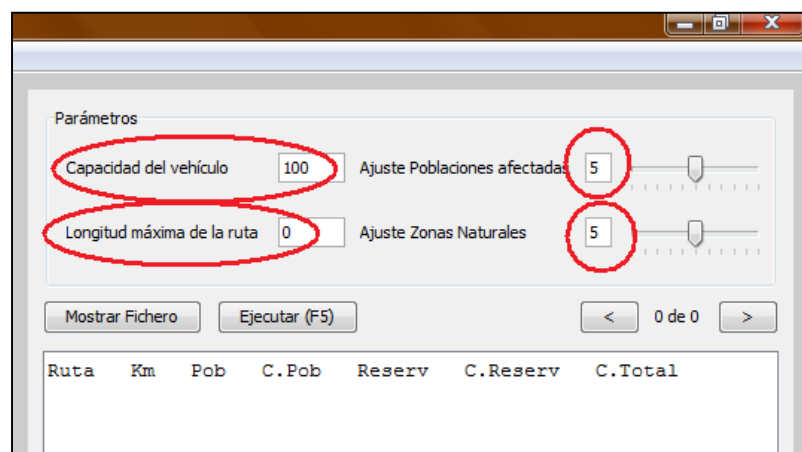 Parámetros
Capacidad del vehículo 100 Ajuste Poblaciones afectadas 5
Longitud máxima de la ruta 0 Ajuste Zonas Naturales 5
Mostrar Fichero Ejecutar (F5) < 0 de 0 >
Ruta Km Pob C.Pob Reserv C.Reserv C.Total